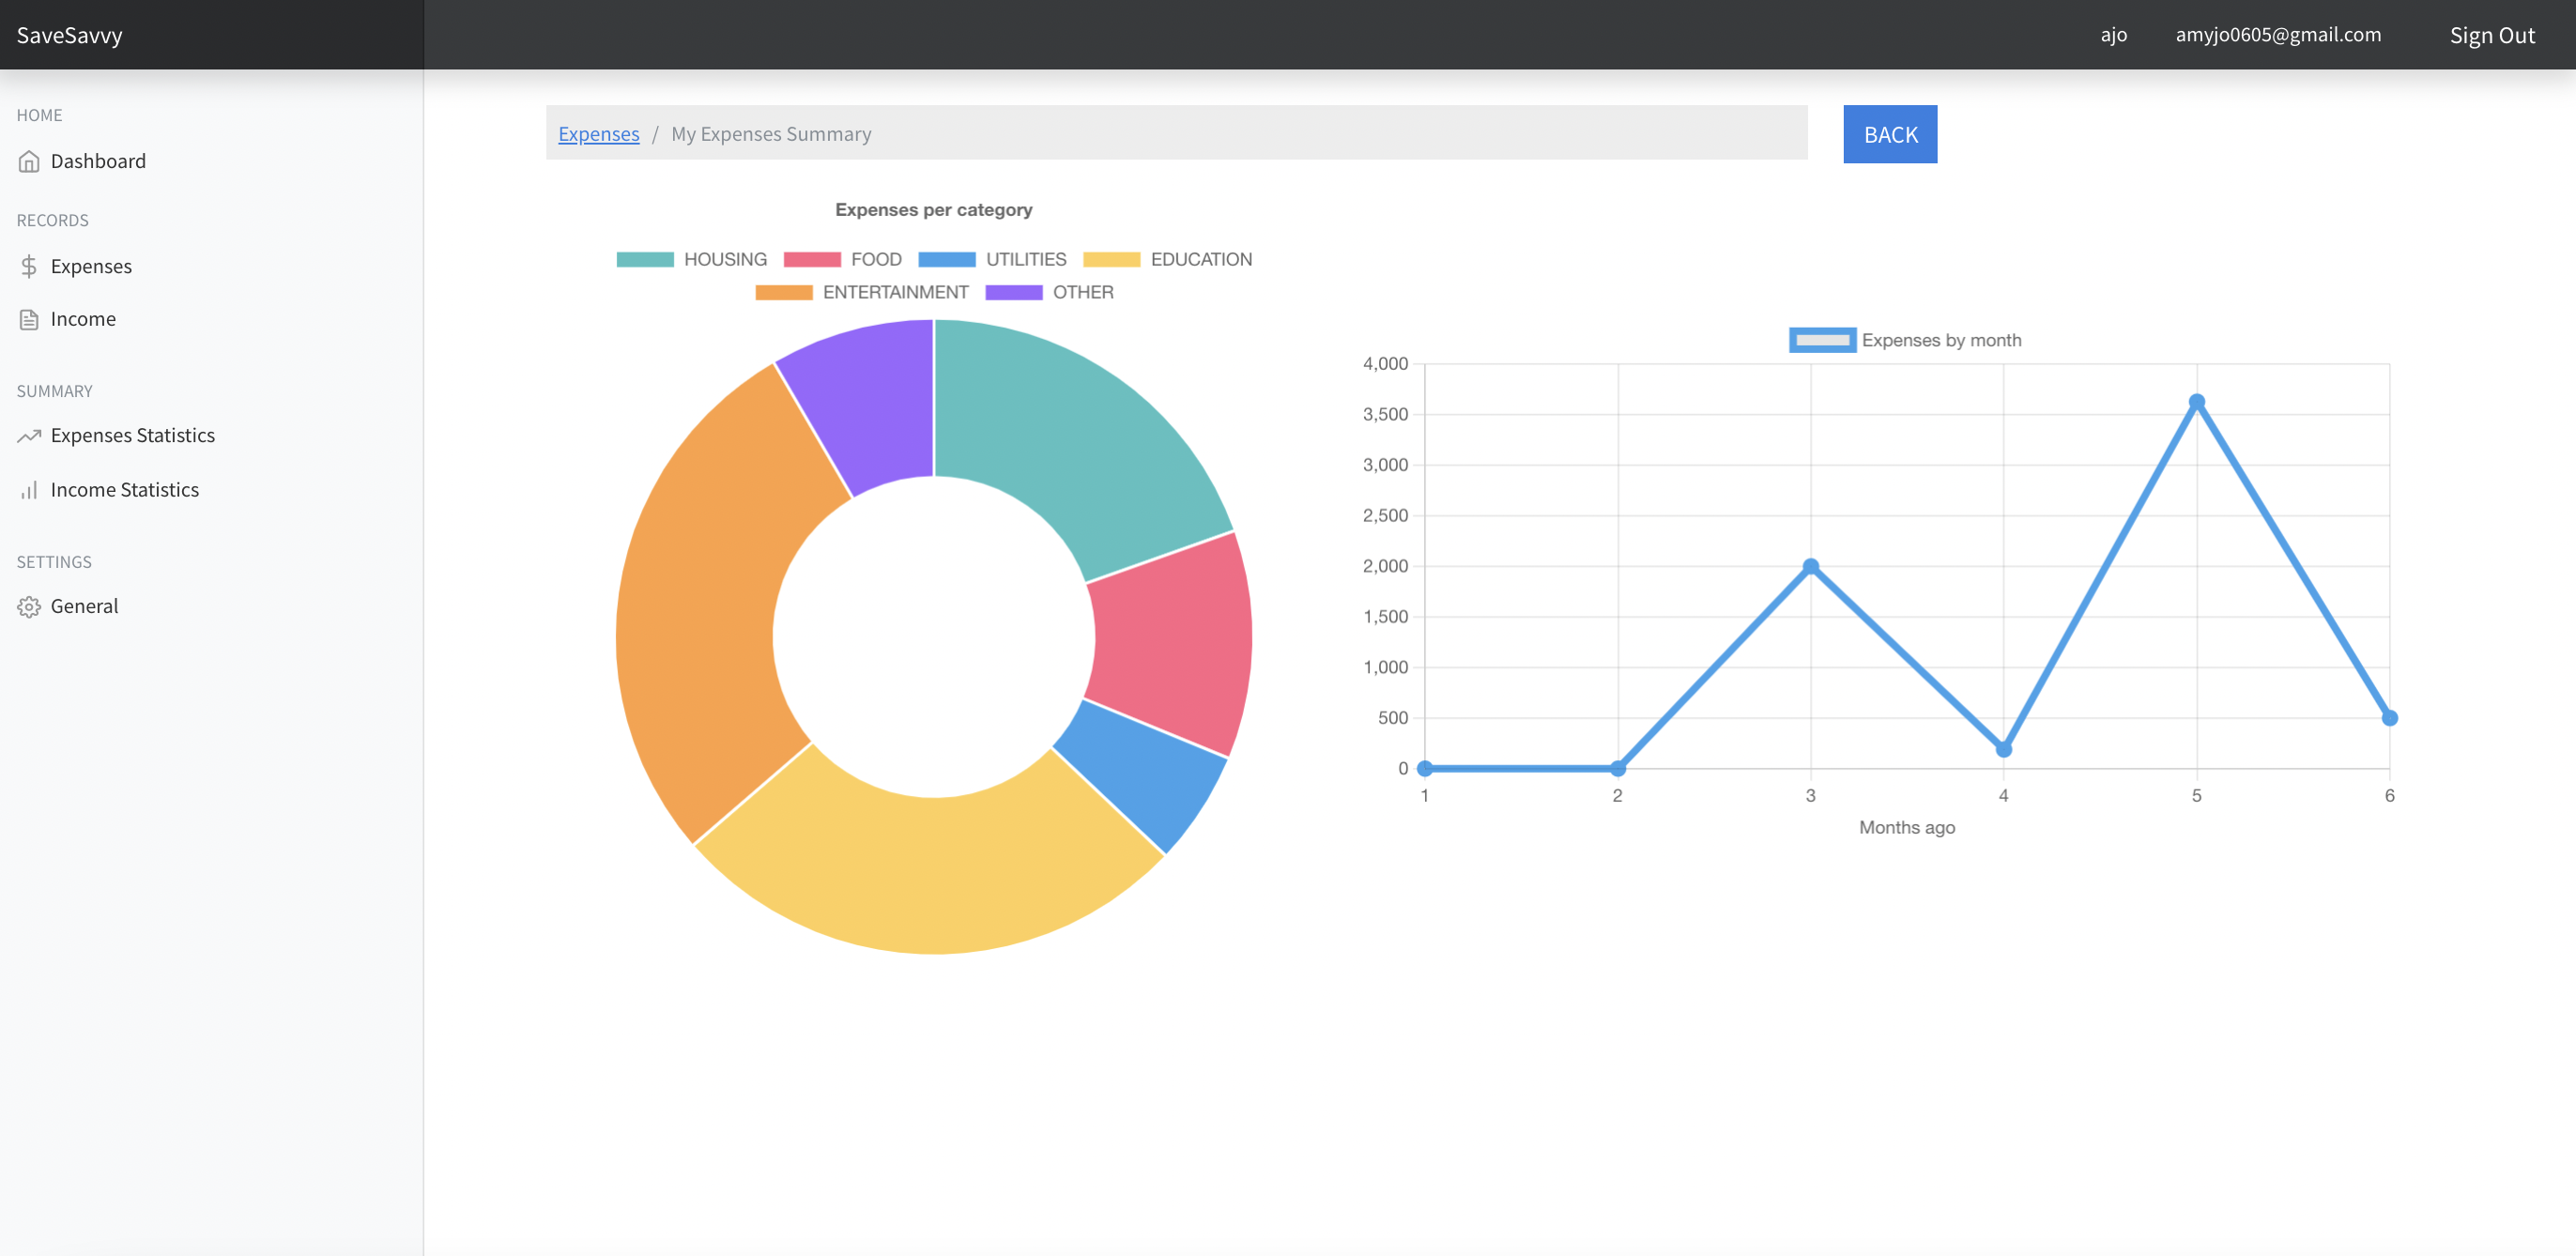 SaveSavvy
ajo amyjo0605@gmail.com Sign Out
HOME
Dashboard
RECORDS
Expenses
Income
SUMMARY
Expenses Statistics
Income Statistics
SETTINGS
General
Expenses / My Expenses Summary
BACK
Expenses per category
HOUSING FOOD UTILITIES EDUCATION
ENTERTAINMENT OTHER
Expenses by month
4,000
3,500
3,000
2,500
2,000
1,500
1,000
500
0
1 2 3 4 5 6
Months ago